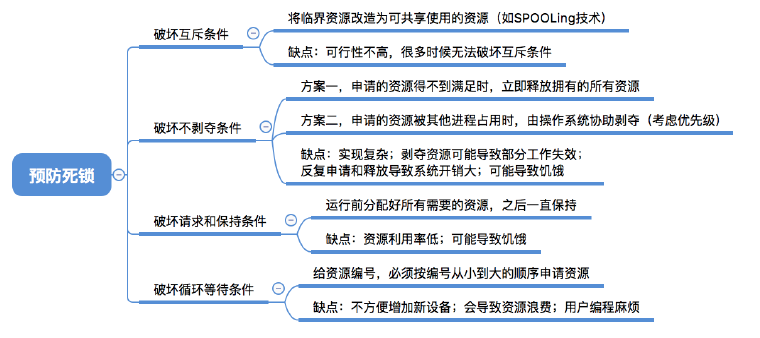 预防死锁
破坏互斥条件
将临界资源改造为可共享使用的资源（如SPOOLing技术）
缺点：可行性不高，很多时候无法破坏互斥条件
破坏不剥夺条件
方案一，申请的资源得不到满足时，立即释放拥有的所有资源
方案二，申请的资源被其他进程占用时，由操作系统协助剥夺（考虑优先级）
缺点：实现复杂；剥夺资源可能导致部分工作失效；
反复申请和释放导致系统开销大；可能导致饥饿
破坏请求和保持条件
运行前分配好所有需要的资源，之后一直保持
缺点：资源利用率低；可能导致饥饿
破坏循环等待条件
给资源编号，必须按编号从小到大的顺序申请资源
缺点：不方便增加新设备；会导致资源浪费；用户编程麻烦